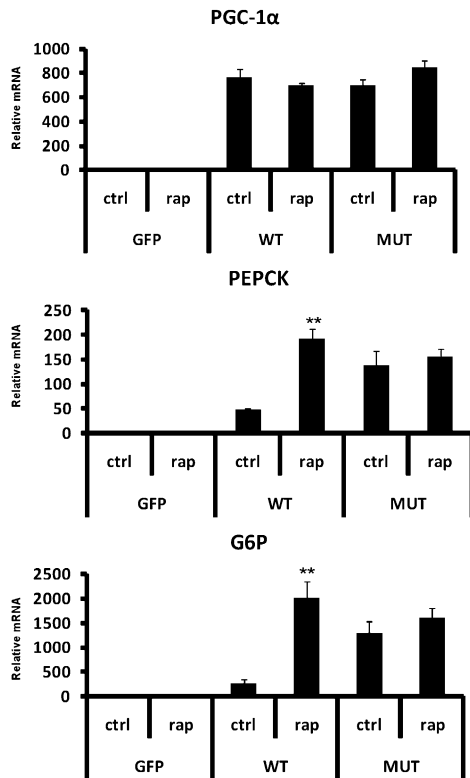 PGC-1α
Relative mRNA
1000
800
600
400
200
0
ctrl rap ctrl rap ctrl rap
GFP WT MUT
PEPCK
Relative mRNA
250
200
150
100
50
0
**
ctrl rap ctrl rap ctrl rap
GFP WT MUT
G6P
Relative mRNA
2500
2000
1500
1000
500
0
**
ctrl rap ctrl rap ctrl rap
GFP WT MUT